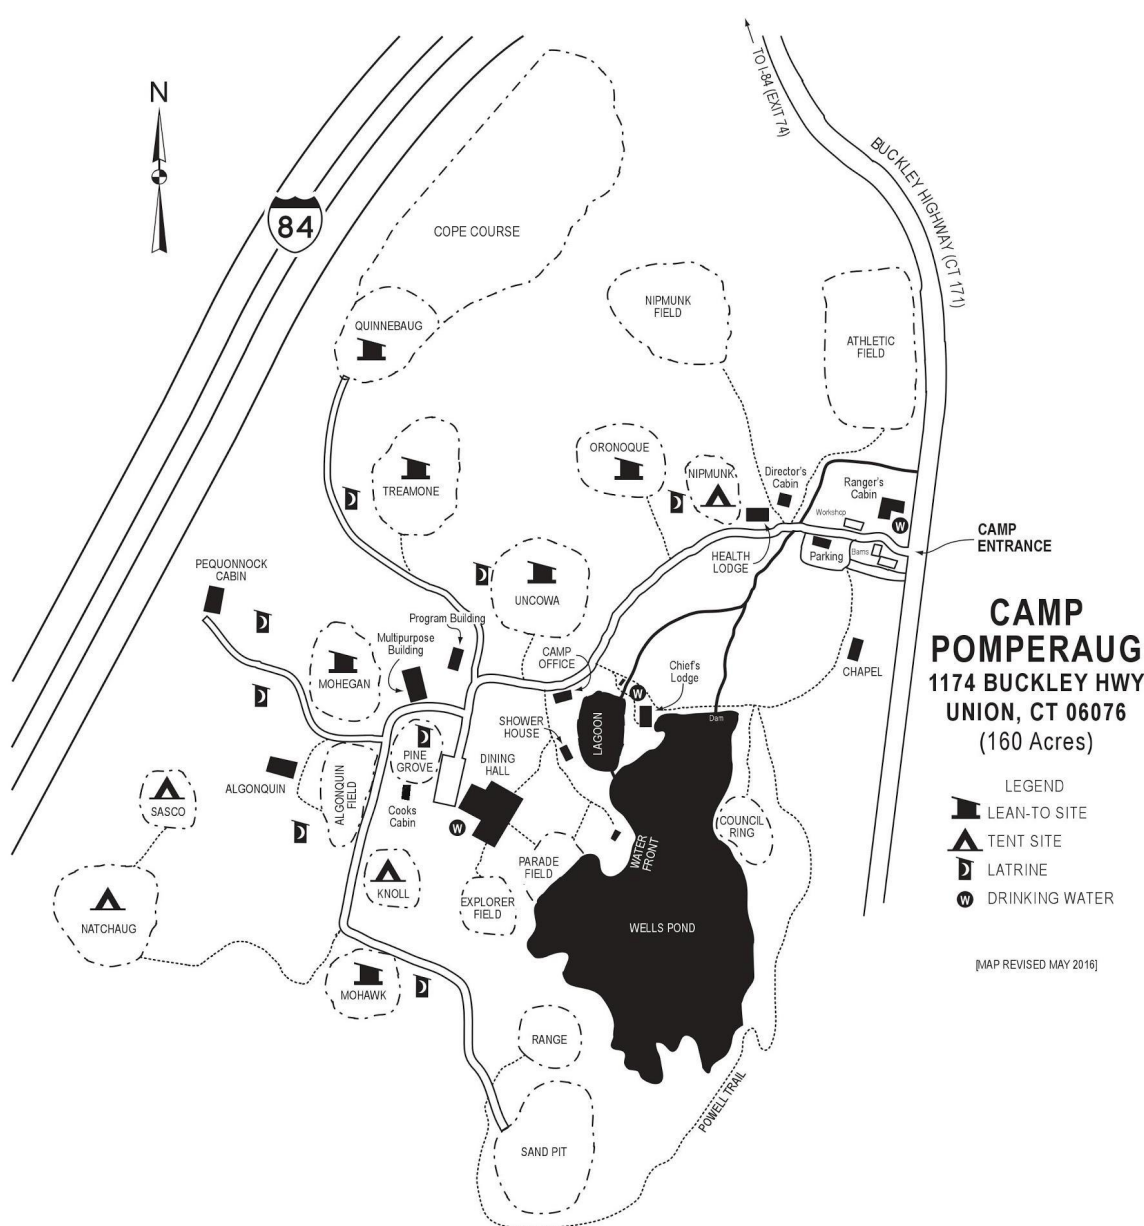 N
TO I-84 (EXIT 74)
BUCKLEY HIGHWAY (CT 171)
84
COPE COURSE
QUINNEBAUG
NIPMUNK
FIELD
ATHLETIC
FIELD
TREAMONE
ORONOQUE
NIPMUNK
Director's
Cabin
Ranger's
Cabin
Workshop
W
CAMP
ENTRANCE
HEALTH
LODGE
Parking
Barns
PEQUONNOCK
CABIN
UNCOWA
Program Building
Multipurpose
Building
MOHEGAN
CAMP
OFFICE
Chief's
Lodge
W
CHAPEL
CAMP
POMPERAUG
1174 BUCKLEY HWY
UNION, CT 06076
(160 Acres)
SHOWER
HOUSE
LAGOON
Dam
PINE
GROVE
DINING
HALL
ALGONQUIN
ALGONQUIN
FIELD
Cooks
Cabin
SASCO
W
COUNCIL
RING
WATER
FRONT
PARADE
FIELD
KNOLL
EXPLORER
FIELD
NATCHAUG
WELLS POND
LEGEND
LEAN-TO SITE
TENT SITE
LATRINE
W DRINKING WATER
[MAP REVISED MAY 2016]
MOHAWK
RANGE
POWELL TRAIL
SAND PIT